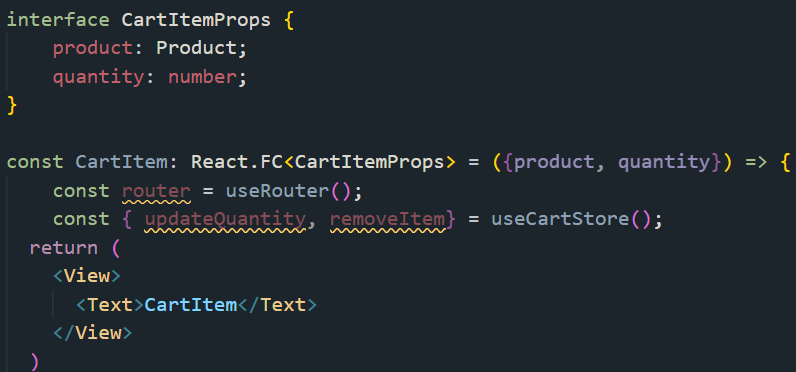 interface CartItemProps {
    product: Product;
    quantity: number;
}
const CartItem: React.FC<CartItemProps> = ({product, quantity}) => {
    const router = useRouter();
    const { updateQuantity, removeItem} = useCartStore();
  return (
    <View>
      <Text>CartItem</Text>
    </View>
  )